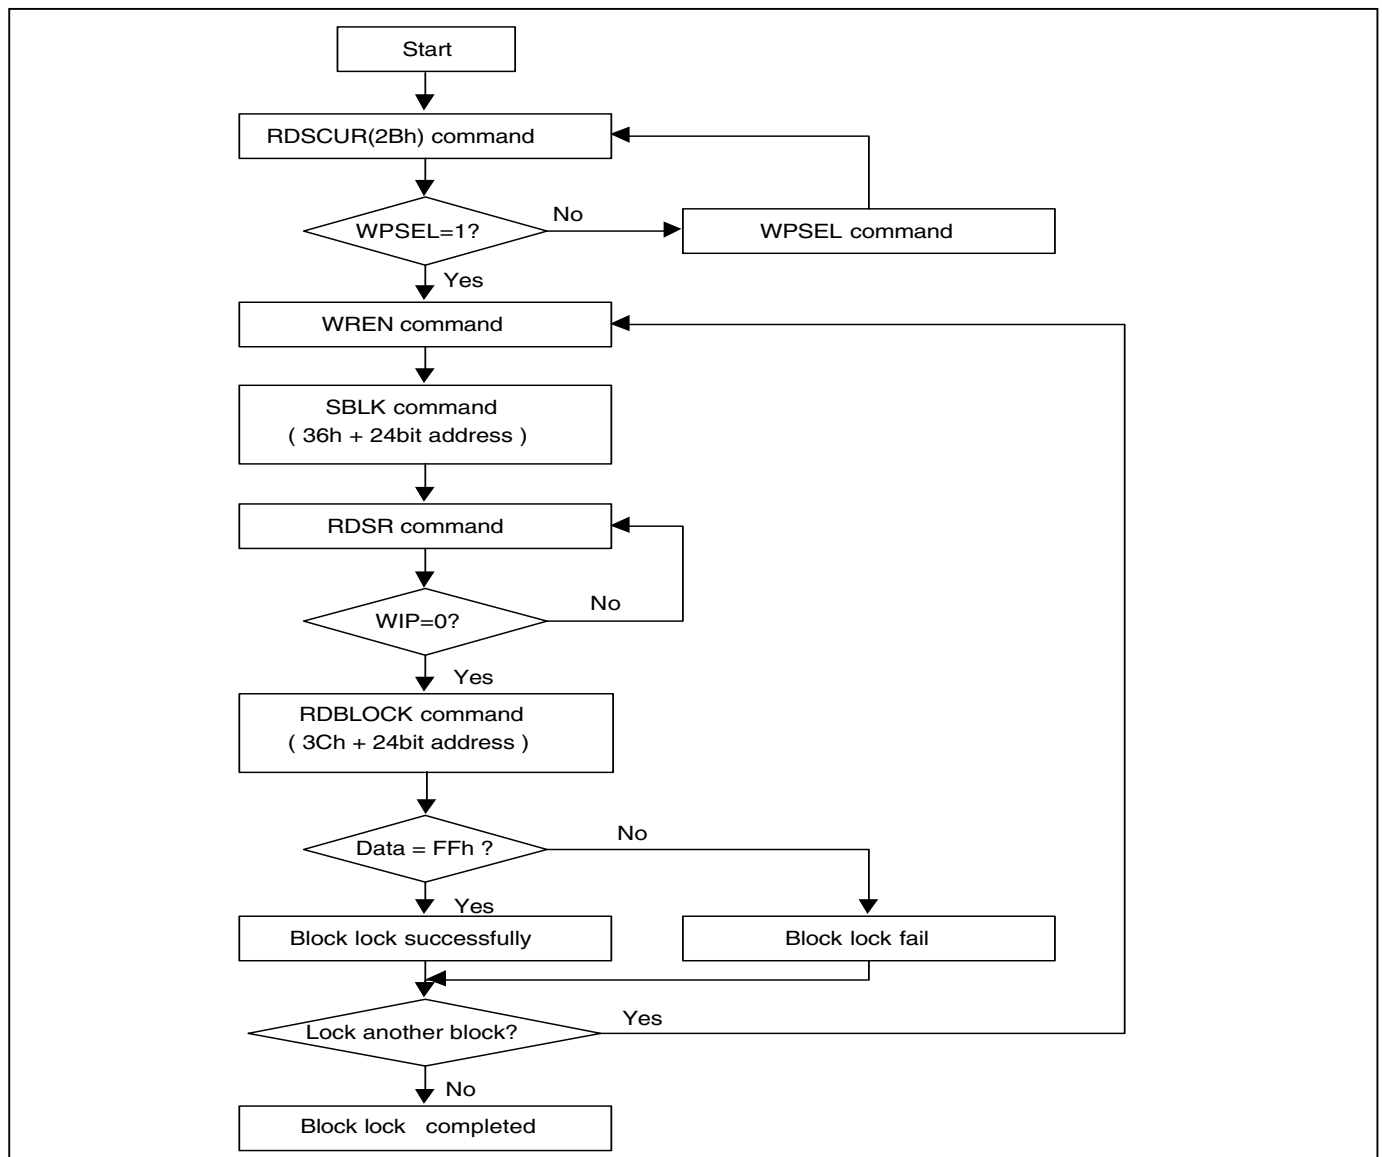 Start
RDSCUR(2Bh) command
WPSEL=1?
No
WPSEL command
Yes
WREN command
SBLK command
( 36h + 24bit address )
RDSR command
WIP=0?
No
Yes
RDBLOCK command
( 3Ch + 24bit address )
Data = FFh ?
No
Yes
Block lock successfully
Block lock fail
Lock another block?
Yes
No
Block lock completed